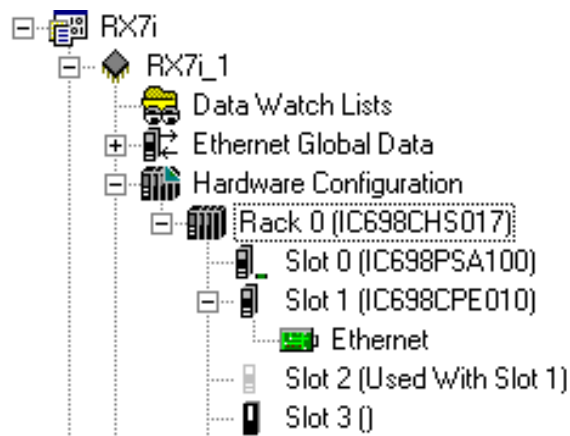 RX7i
RX7i_1
Data Watch Lists
Ethernet Global Data
Hardware Configuration
Rack 0 (IC698CHS017)
Slot 0 (IC698PSA100)
Slot 1 (IC698CPE010)
Ethernet
Slot 2 (Used With Slot 1)
Slot 3 ()